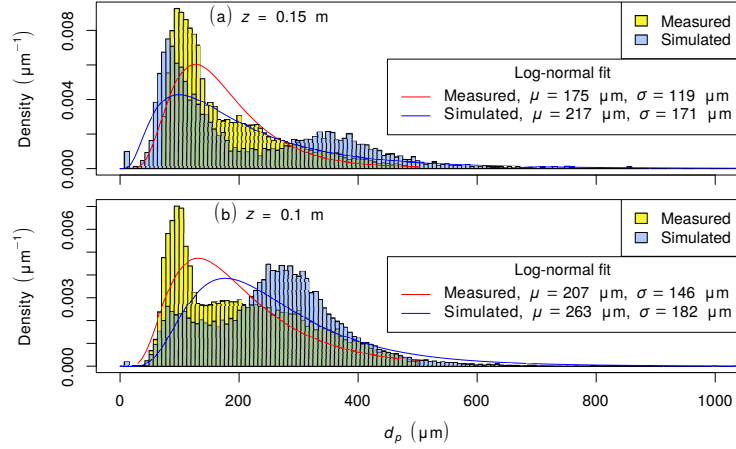 (a) z = 0.15 m
Measured
Simulated
Log-normal fit
Measured, μ = 175 μm, σ = 119 μm
Simulated, μ = 217 μm, σ = 171 μm
Density (μm⁻¹)
0.008
0.004
0.000
(b) z = 0.1 m
Measured
Simulated
Log-normal fit
Measured, μ = 207 μm, σ = 146 μm
Simulated, μ = 263 μm, σ = 182 μm
Density (μm⁻¹)
0.006
0.003
0.000
0 200 400 600 800 1000
dₚ (μm)